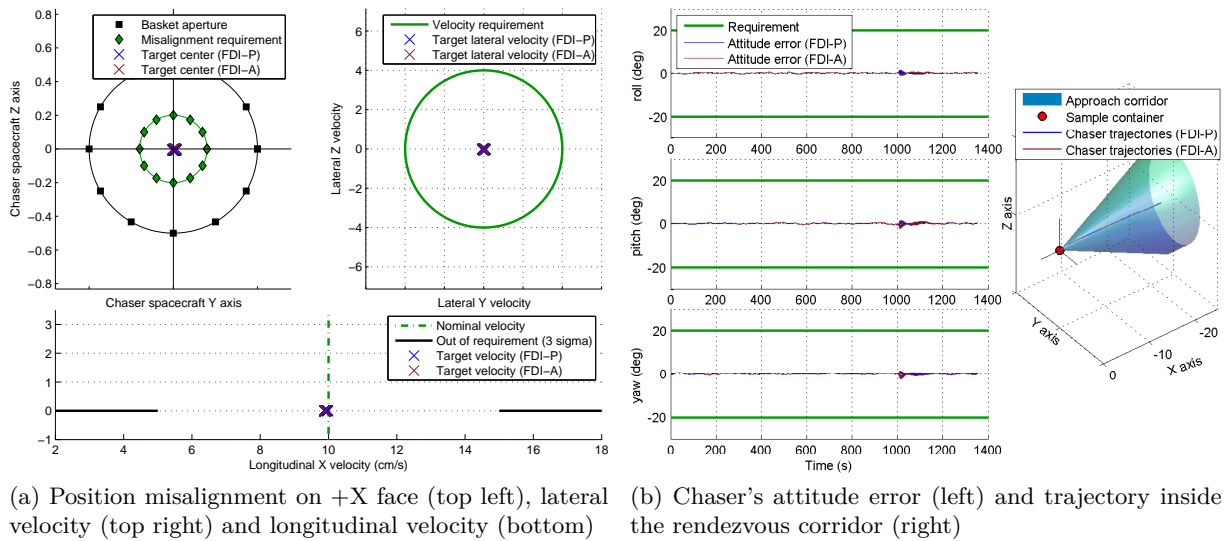 Basket aperture
Misalignment requirement
Target center (FDI−P)
Target center (FDI−A)
0.8
0.6
0.4
0.2
0
−0.2
−0.4
−0.6
−0.8
Chaser spacecraft Z axis
Chaser spacecraft Y axis
Velocity requirement
Target lateral velocity (FDI−P)
Target lateral velocity (FDI−A)
6
4
2
0
−2
−4
−6
Lateral Z velocity
Lateral Y velocity
Nominal velocity
Out of requirement (3 sigma)
Target velocity (FDI−P)
Target velocity (FDI−A)
3
2
1
0
−1
2 4 6 8 10 12 14 16 18
Longitudinal X velocity (cm/s)
Requirement
Attitude error (FDI-P)
Attitude error (FDI-A)
20
0
-20
roll (deg)
0 200 400 600 800 1000 1200 1400
20
0
-20
pitch (deg)
0 200 400 600 800 1000 1200 1400
20
0
-20
yaw (deg)
0 200 400 600 800 1000 1200 1400
Time (s)
Approach corridor
Sample container
Chaser trajectories (FDI-P)
Chaser trajectories (FDI-A)
Z axis
Y axis
X axis
0
-10
-20
(a) Position misalignment on +X face (top left), lateral
velocity (top right) and longitudinal velocity (bottom)
(b) Chaser's attitude error (left) and trajectory inside
the rendezvous corridor (right)